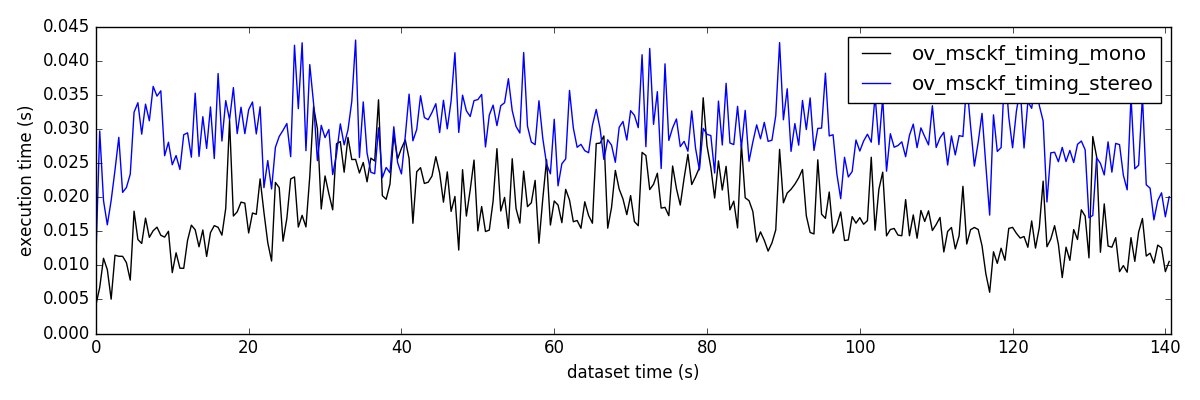 0.045
0.040
0.035
0.030
0.025
0.020
0.015
0.010
0.005
0.000
execution time (s)
ov_msckf_timing_mono
ov_msckf_timing_stereo
0 20 40 60 80 100 120 140
dataset time (s)